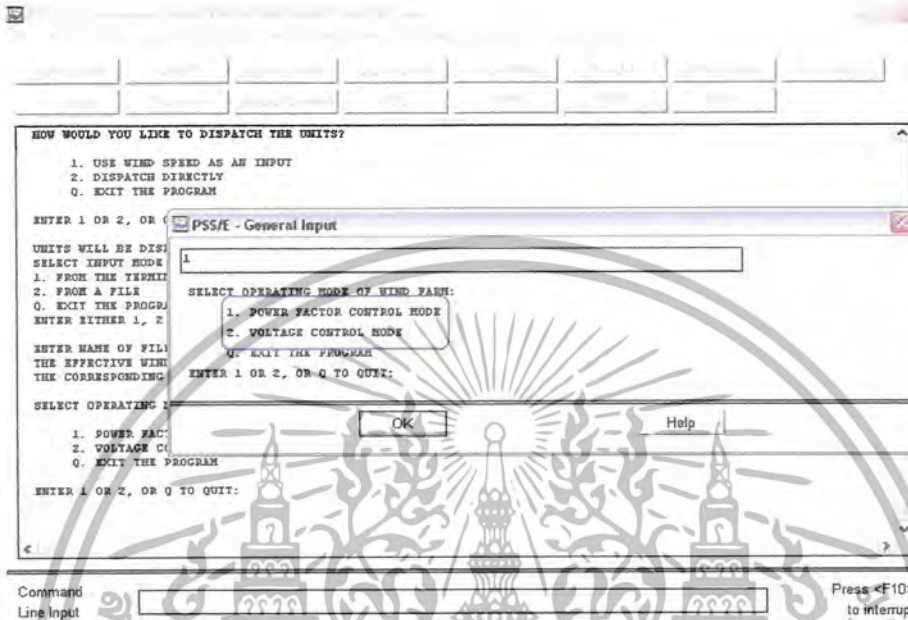 HOW WOULD YOU LIKE TO DISPATCH THE UNITS?
1. USE WIND SPEED AS AN INPUT
2. DISPATCH DIRECTLY
Q. EXIT THE PROGRAM
ENTER 1 OR 2, OR
UNITS WILL BE DISP
SELECT INPUT MODE
1. FROM THE TERMIN
2. FROM A FILE
Q. EXIT THE PROGRA
ENTER EITHER 1, 2
ENTER NAME OF FIL
THE EFFECTIVE WIN
THE CORRESPONDING
SELECT OPERATING
1. POWER FAC
2. VOLTAGE CO
Q. EXIT THE PROGRAM
ENTER 1 OR 2, OR Q TO QUIT:
PSS/E - General Input
1
SELECT OPERATING MODE OF WIND FARM:
1. POWER FACTOR CONTROL MODE
2. VOLTAGE CONTROL MODE
Q. EXIT THE PROGRAM
ENTER 1 OR 2, OR Q TO QUIT:
OK Help
Command
Line Input
Press <F10>
to interrup